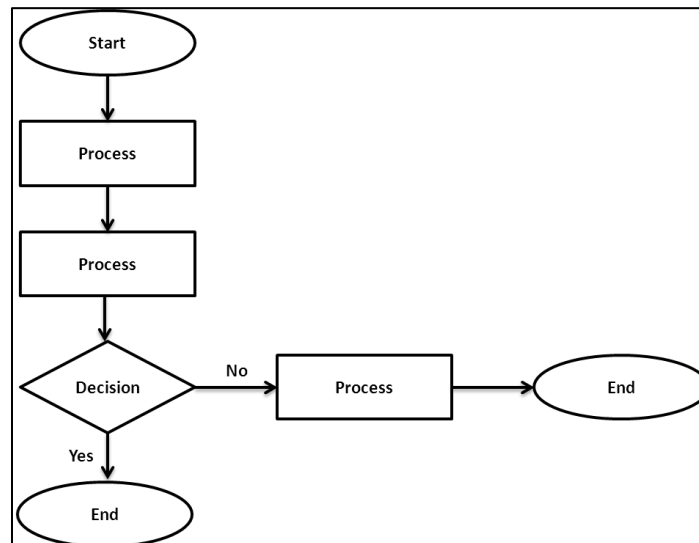 Start
Process
Process
Decision
No
Process
End
Yes
End